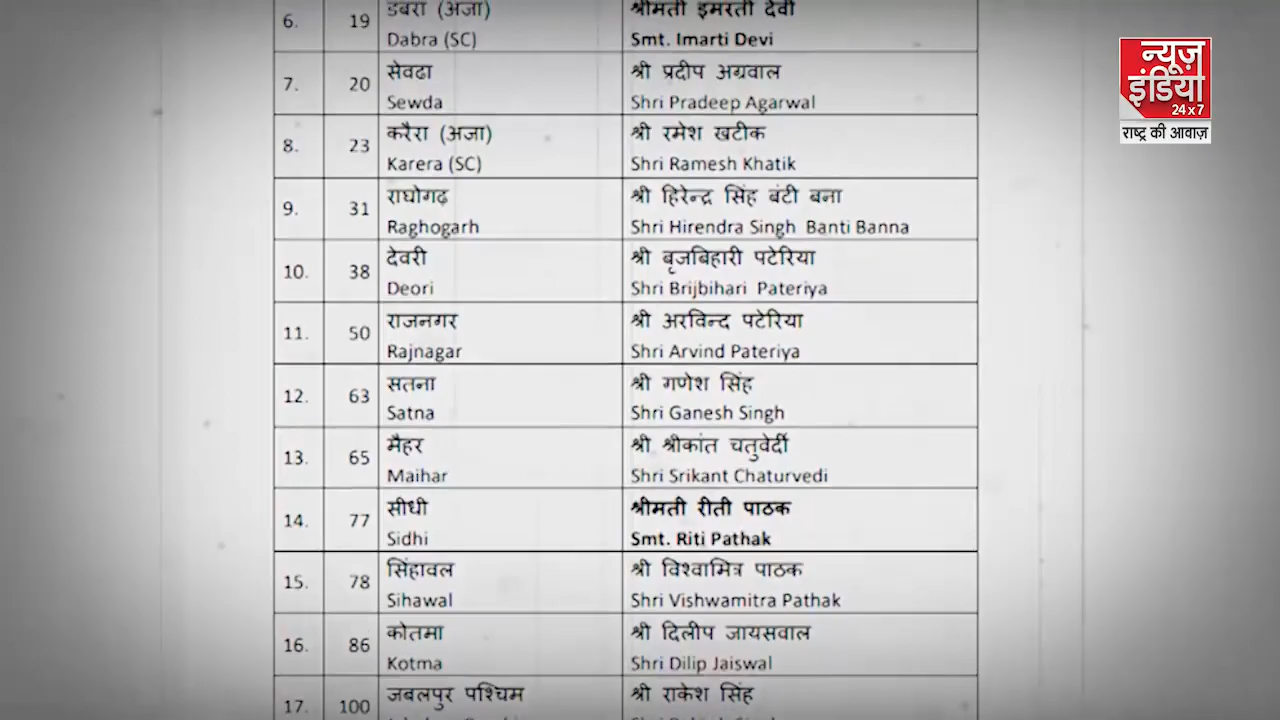 6. 19 डबरा (अजा) श्रीमती इमरती देवी
Dabra (SC) Smt. Imarti Devi
7. 20 सेवढा श्री प्रदीप अग्रवाल
Sewda Shri Pradeep Agarwal
8. 23 करैरा (अजा) श्री रमेश खटीक
Karera (SC) Shri Ramesh Khatik
9. 31 राघोगढ़ श्री हिरेन्द्र सिंह बंटी बना
Raghogarh Shri Hirendra Singh Banti Banna
10. 38 देवरी श्री बृजबिहारी पटेरिया
Deori Shri Brijbihari Pateriya
11. 50 राजनगर श्री अरविन्द पटेरिया
Rajnagar Shri Arvind Pateriya
12. 63 सतना श्री गणेश सिंह
Satna Shri Ganesh Singh
13. 65 मैहर श्री श्रीकांत चतुर्वेदी
Maihar Shri Srikant Chaturvedi
14. 77 सीधी श्रीमती रीती पाठक
Sidhi Smt. Riti Pathak
15. 78 सिंहावल श्री विश्वामित्र पाठक
Sihawal Shri Vishwamitra Pathak
16. 86 कोतमा श्री दिलीप जायसवाल
Kotma Shri Dilip Jaiswal
17. 100 जबलपुर पश्चिम श्री राकेश सिंह
न्यूज़
इंडिया
24x7
राष्ट्र की आवाज़